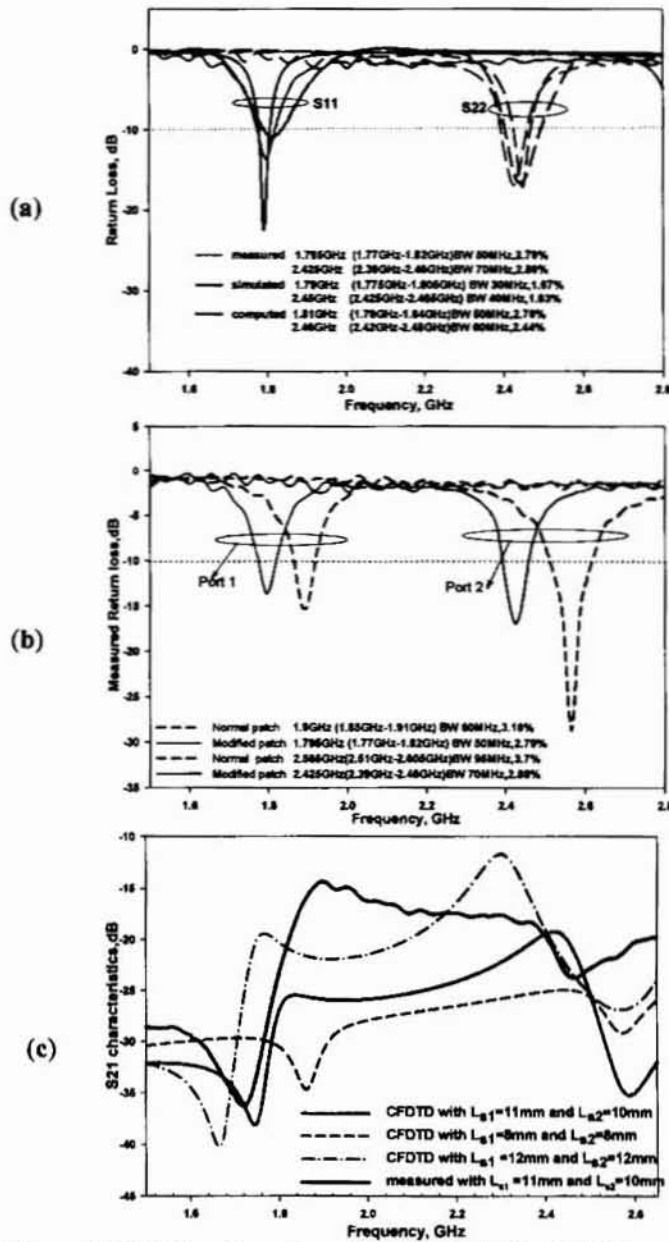 (a)
Return Loss, dB
0
-10
-20
-30
-40
S11
S22
measured 1.795GHz (1.77GHz-1.82GHz)BW 50MHz,2.79%
2.425GHz (2.39GHz-2.46GHz)BW 70MHz,2.88%
simulated 1.79GHz (1.775GHz-1.805GHz) BW 30MHz,1.67%
2.45GHz (2.425GHz-2.465GHz) BW 40MHz,1.63%
computed 1.81GHz (1.79GHz-1.84GHz)BW 50MHz,2.76%
2.46GHz (2.42GHz-2.48GHz)BW 60MHz,2.44%
1.6 1.8 2.0 2.2 2.4 2.6 2.8
Frequency, GHz
(b)
Measured Return loss,dB
5
0
-5
-10
-15
-20
-25
-30
-35
Port 1
Port 2
Normal patch 1.9GHz (1.85GHz-1.91GHz) BW 60MHz,3.16%
Modified patch 1.795GHz (1.77GHz-1.82GHz) BW 50MHz,2.79%
Normal patch 2.565GHz(2.51GHz-2.605GHz)BW 95MHz,3.7%
Modified patch 2.425GHz(2.39GHz-2.46GHz)BW 70MHz,2.88%
1.6 1.8 2.0 2.2 2.4 2.6 2.8
Frequency, GHz
(c)
S21 characteristics,dB
-10
-15
-20
-25
-30
-35
-40
-45
CFDTD with Ls1=11mm and Ls2=10mm
CFDTD with Ls1=8mm and Ls2=8mm
CFDTD with Ls1 =12mm and Ls2=12mm
measured with Ls1 =11mm and Ls2=10mm
1.6 1.8 2.0 2.2 2.4 2.6
Frequency, GHz